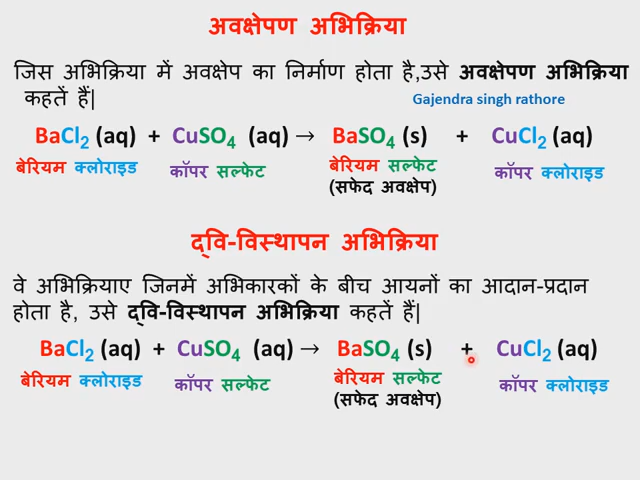 अवक्षेपण अभिक्रिया
जिस अभिक्रिया में अवक्षेप का निर्माण होता है,उसे अवक्षेपण अभिक्रिया
कहतें हैं|
Gajendra singh rathore
BaCl₂ (aq) + CuSO₄ (aq) → BaSO₄ (s) + CuCl₂ (aq)
बेरियम क्लोराइड कॉपर सल्फेट बेरियम सल्फेट कॉपर क्लोराइड
(सफेद अवक्षेप)
द्वि-विस्थापन अभिक्रिया
वे अभिक्रियाए जिनमें अभिकारकों के बीच आयनों का आदान-प्रदान
होता है, उसे द्वि-विस्थापन अभिक्रिया कहतें हैं|
BaCl₂ (aq) + CuSO₄ (aq) → BaSO₄ (s) + CuCl₂ (aq)
बेरियम क्लोराइड कॉपर सल्फेट बेरियम सल्फेट कॉपर क्लोराइड
(सफेद अवक्षेप)